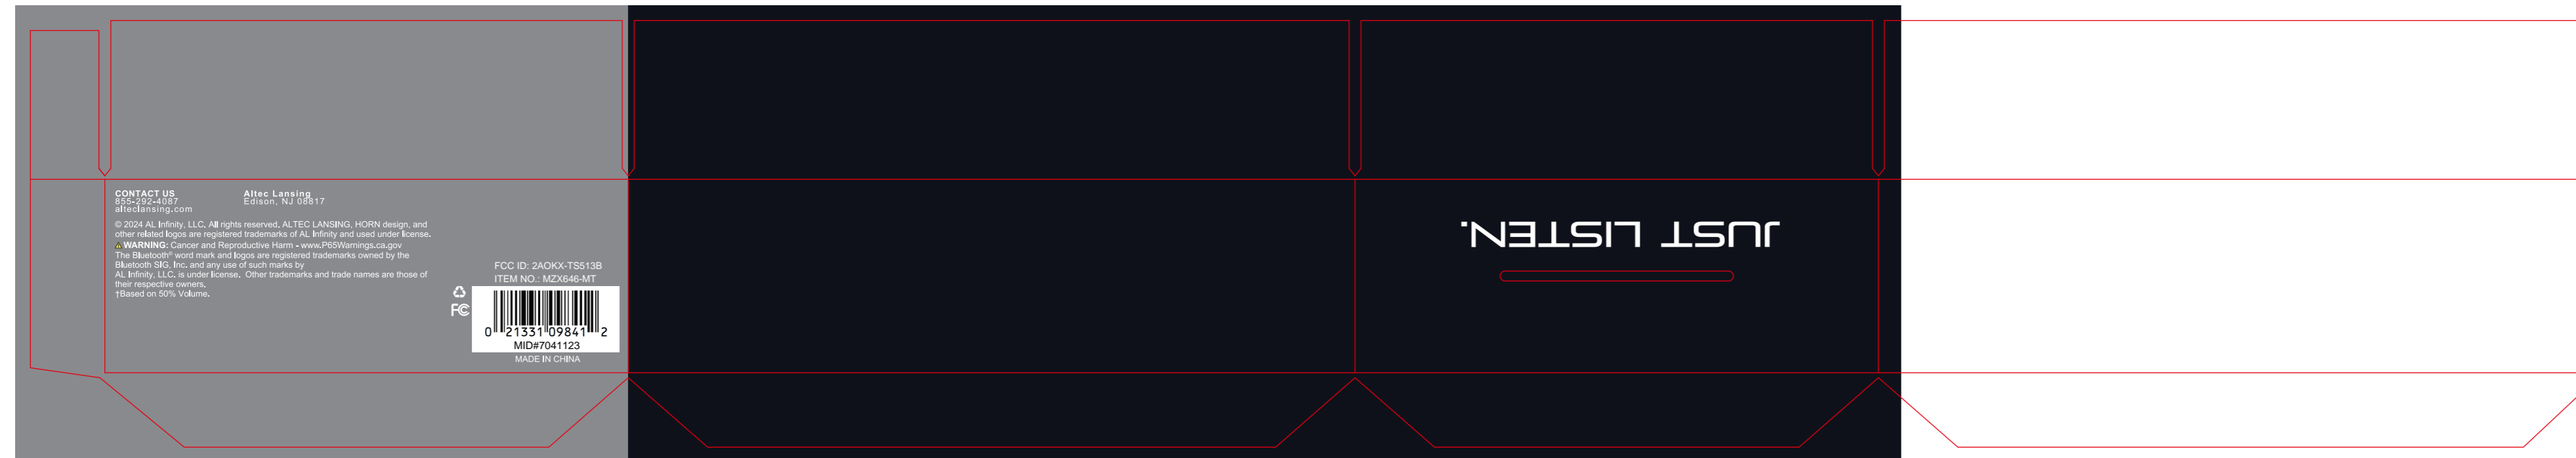 CONTACT US
855-292-4087
alteclansing.com
Altec Lansing
Edison, NJ 08817
© 2024 AL Infinity, LLC. All rights reserved. ALTEC LANSING, HORN design, and
other related logos are registered trademarks of AL Infinity and used under license.
⚠ WARNING: Cancer and Reproductive Harm - www.P65Warnings.ca.gov
The Bluetooth® word mark and logos are registered trademarks owned by the
Bluetooth SIG, Inc. and any use of such marks by
AL Infinity, LLC. is under license. Other trademarks and trade names are those of
their respective owners.
†Based on 50% Volume.
FCC ID: 2AOKX-TS513B
ITEM NO.: MZX646-MT
FC
0 21331 09841 2
MID#7041123
MADE IN CHINA
JUST LISTEN.